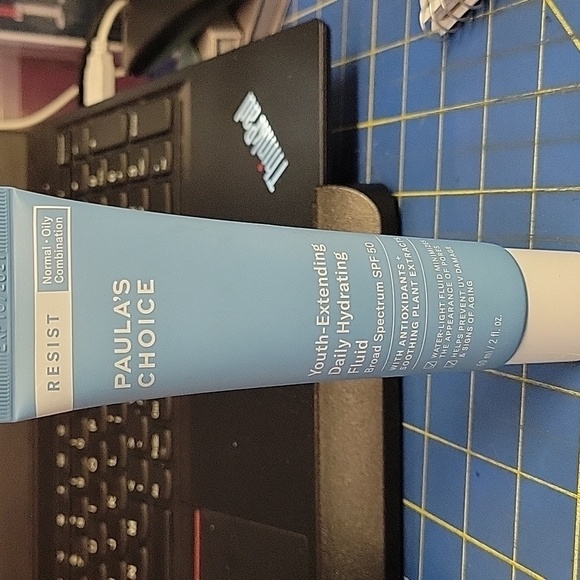 RESIST
Normal • Oily
Combination
PAULA'S
CHOICE
Youth-Extending
Daily Hydrating
Fluid
Broad Spectrum SPF 50
WITH ANTIOXIDANTS +
SOOTHING PLANT EXTRACTS
WATER-LIGHT FLUID MINIMIZES
THE APPEARANCE OF PORES
HELPS PREVENT UV DAMAGE
& SIGNS OF AGING
60 ml / 2 fl. oz.
ThinkPad